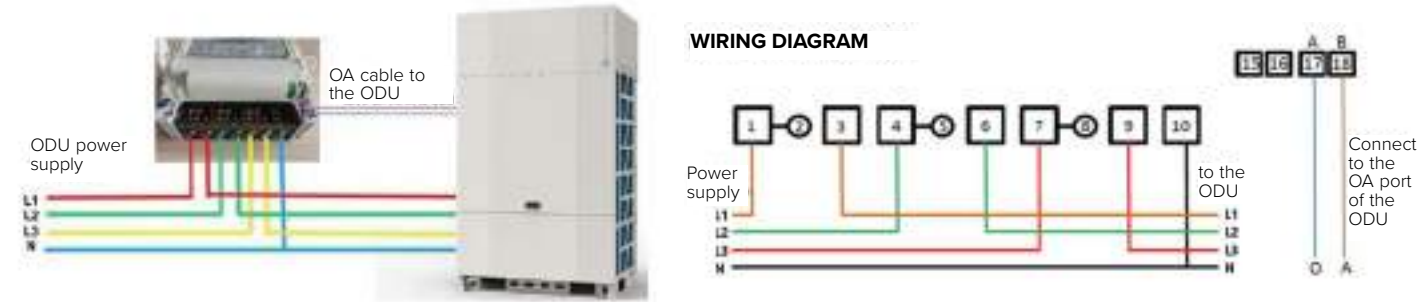 OA cable to
the ODU
ODU power
supply
L1
L2
L3
N
WIRING DIAGRAM
A B
15 16 17 18
1 2 3 4 5 6 7 8 9 10
Power
supply
to the
ODU
L1
L2
L3
N
L1
L2
L3
N
Connect
to the
OA port
of the
ODU
O A